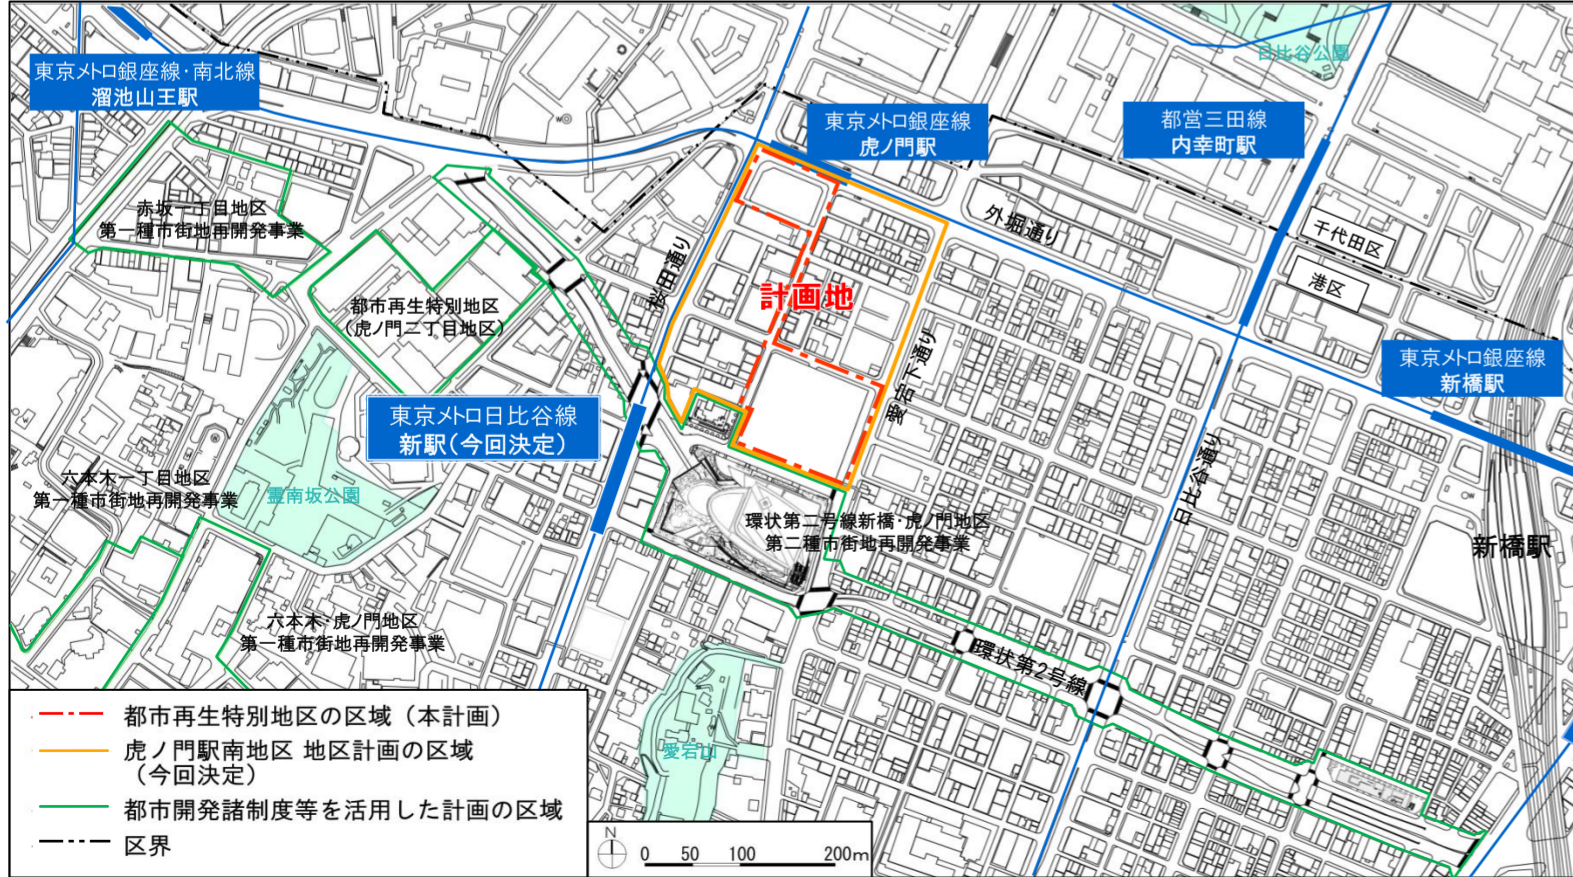 東京メトロ銀座線・南北線
溜池山王駅
日比谷公園
東京メトロ銀座線
虎ノ門駅
都営三田線
内幸町駅
赤坂一丁目地区
第一種市街地再開発事業
外堀通り
千代田区
港区
桜田通り
計画地
都市再生特別地区
(虎ノ門二丁目地区)
愛宕下通り
東京メトロ銀座線
新橋駅
東京メトロ日比谷線
新駅(今回決定)
日比谷通り
六本木一丁目地区
第一種市街地再開発事業
霊南坂公園
環状第二号線新橋・虎ノ門地区
第二種市街地再開発事業
新橋駅
六本木・虎ノ門地区
第一種市街地再開発事業
環状第2号線
愛宕山
都市再生特別地区の区域(本計画)
虎ノ門駅南地区 地区計画の区域
(今回決定)
都市開発諸制度等を活用した計画の区域
区界
N
0 50 100 200m